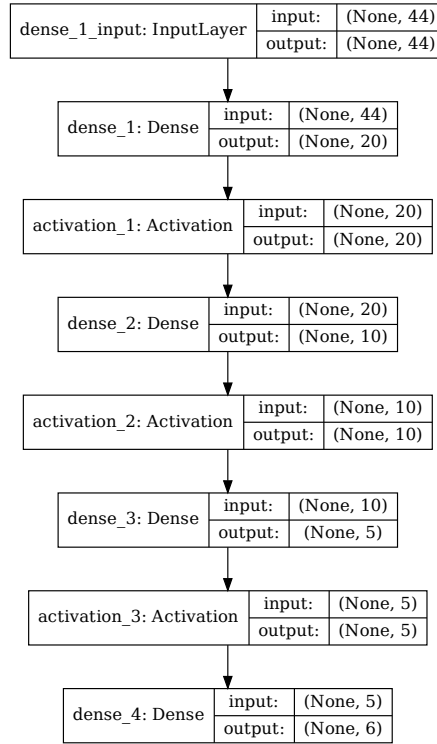 dense_1_input: InputLayer
input:
(None, 44)
output:
(None, 44)
dense_1: Dense
input:
(None, 44)
output:
(None, 20)
activation_1: Activation
input:
(None, 20)
output:
(None, 20)
dense_2: Dense
input:
(None, 20)
output:
(None, 10)
activation_2: Activation
input:
(None, 10)
output:
(None, 10)
dense_3: Dense
input:
(None, 10)
output:
(None, 5)
activation_3: Activation
input:
(None, 5)
output:
(None, 5)
dense_4: Dense
input:
(None, 5)
output:
(None, 6)